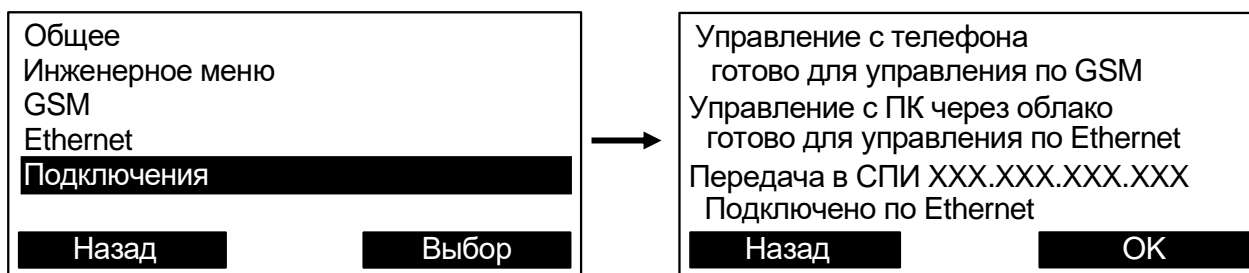 Общее
Инженерное меню
GSM
Ethernet
Подключения
Назад Выбор
Управление с телефона
готово для управления по GSM
Управление с ПК через облако
готово для управления по Ethernet
Передача в СПИ XXX.XXX.XXX.XXX
Подключено по Ethernet
Назад OK